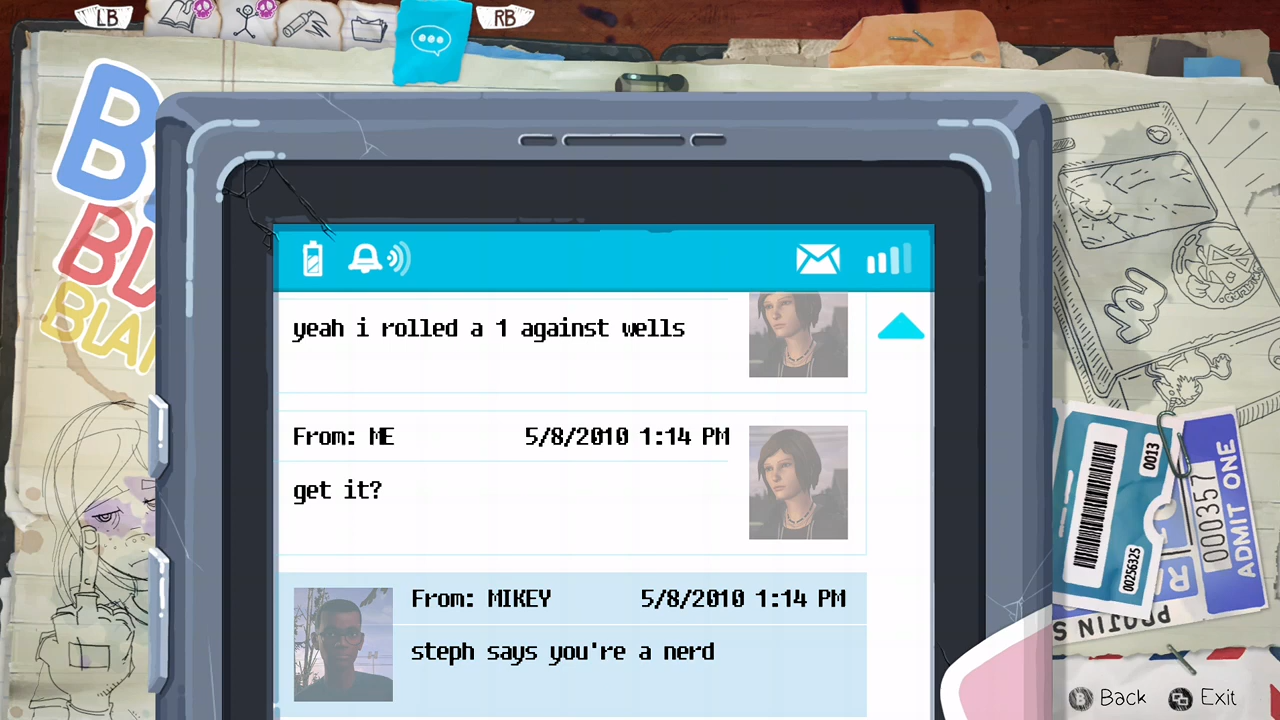 LB
RB
yeah i rolled a 1 against wells
From: ME 5/8/2010 1:14 PM
get it?
From: MIKEY 5/8/2010 1:14 PM
steph says you're a nerd
0013
00256325
000357
ADMIT ONE
B Back
Exit